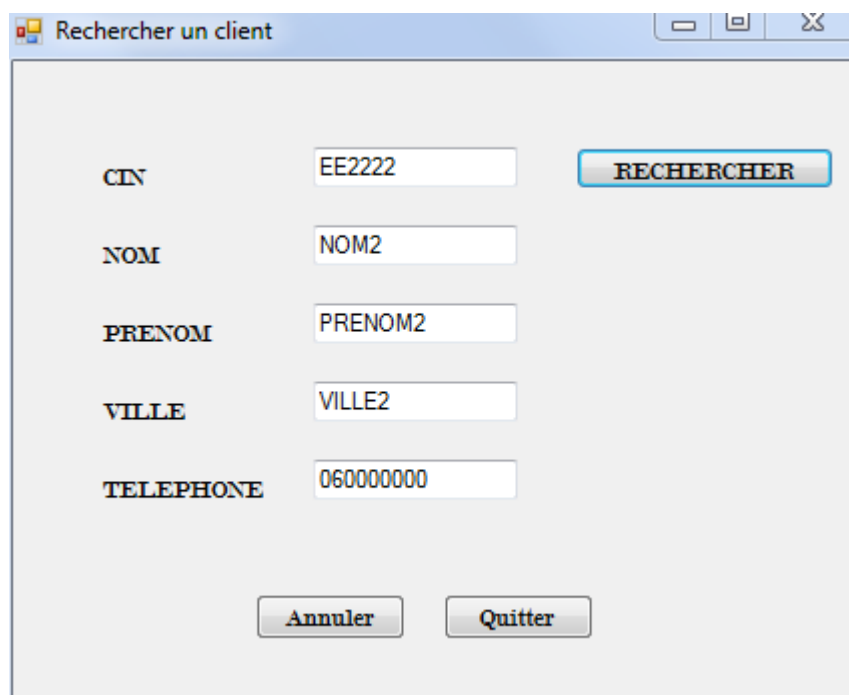 Rechercher un client
CIN EE2222 RECHERCHER
NOM NOM2
PRENOM PRENOM2
VILLE VILLE2
TELEPHONE 060000000
Annuler Quitter